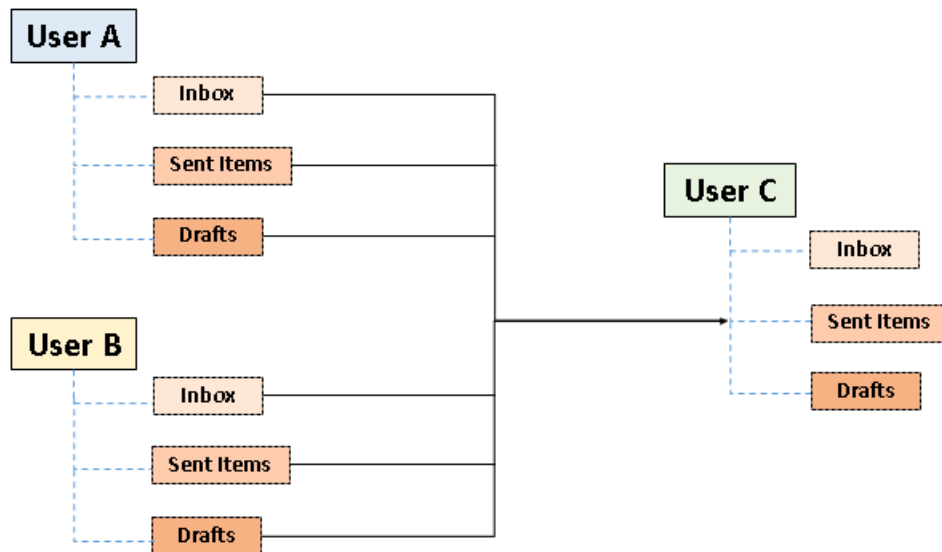 User A
Inbox
Sent Items
Drafts
User B
Inbox
Sent Items
Drafts
User C
Inbox
Sent Items
Drafts